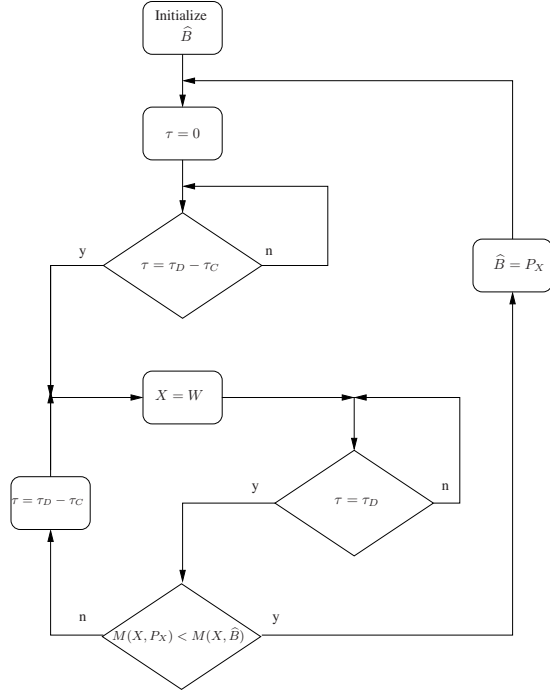 Initialize
B̂
τ = 0
y
τ = τ_D − τ_C
n
B̂ = P_X
X = W
τ = τ_D − τ_C
y
τ = τ_D
n
n
M(X, P_X) < M(X, B̂)
y